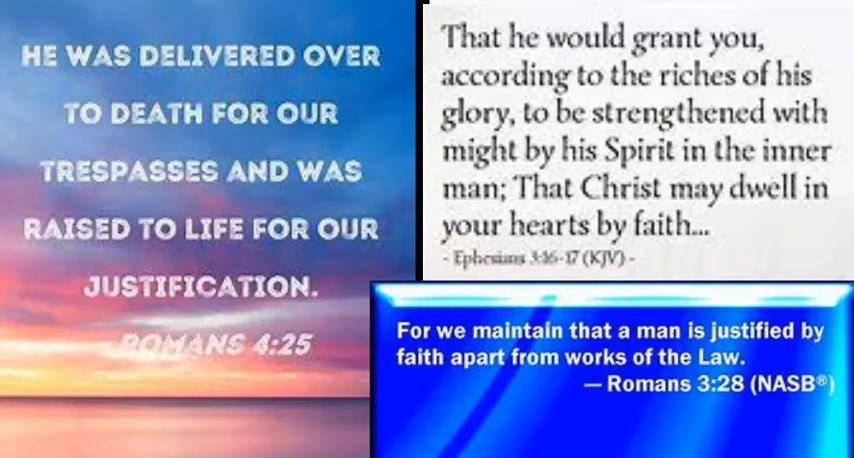 HE WAS DELIVERED OVER
TO DEATH FOR OUR
TRESPASSES AND WAS
RAISED TO LIFE FOR OUR
JUSTIFICATION.
- ROMANS 4:25
That he would grant you,
according to the riches of his
glory, to be strengthened with
might by his Spirit in the inner
man; That Christ may dwell in
your hearts by faith...
- Ephesians 3:16-17 (KJV) -
For we maintain that a man is justified by
faith apart from works of the Law.
— Romans 3:28 (NASB®)